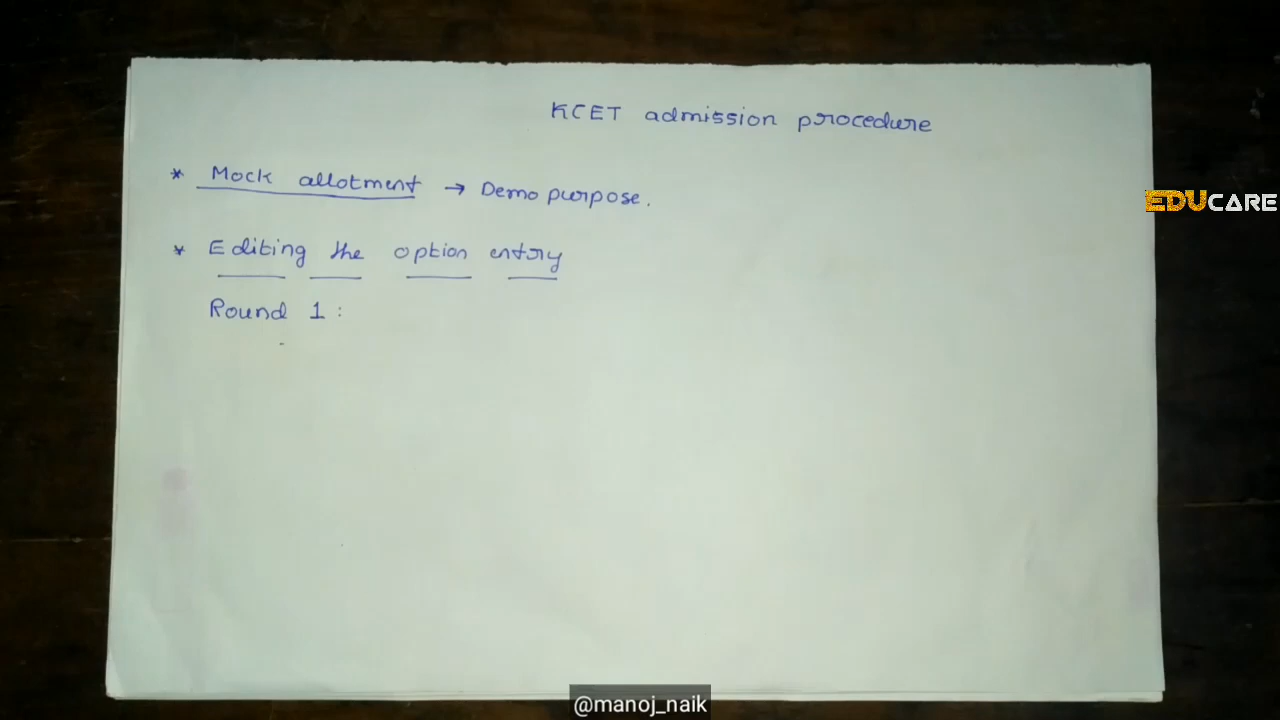 KCET admission procedure
* Mock allotment → Demo purpose.
EDUCARE
* Editing the option entry
Round 1 :
@manoj_naik